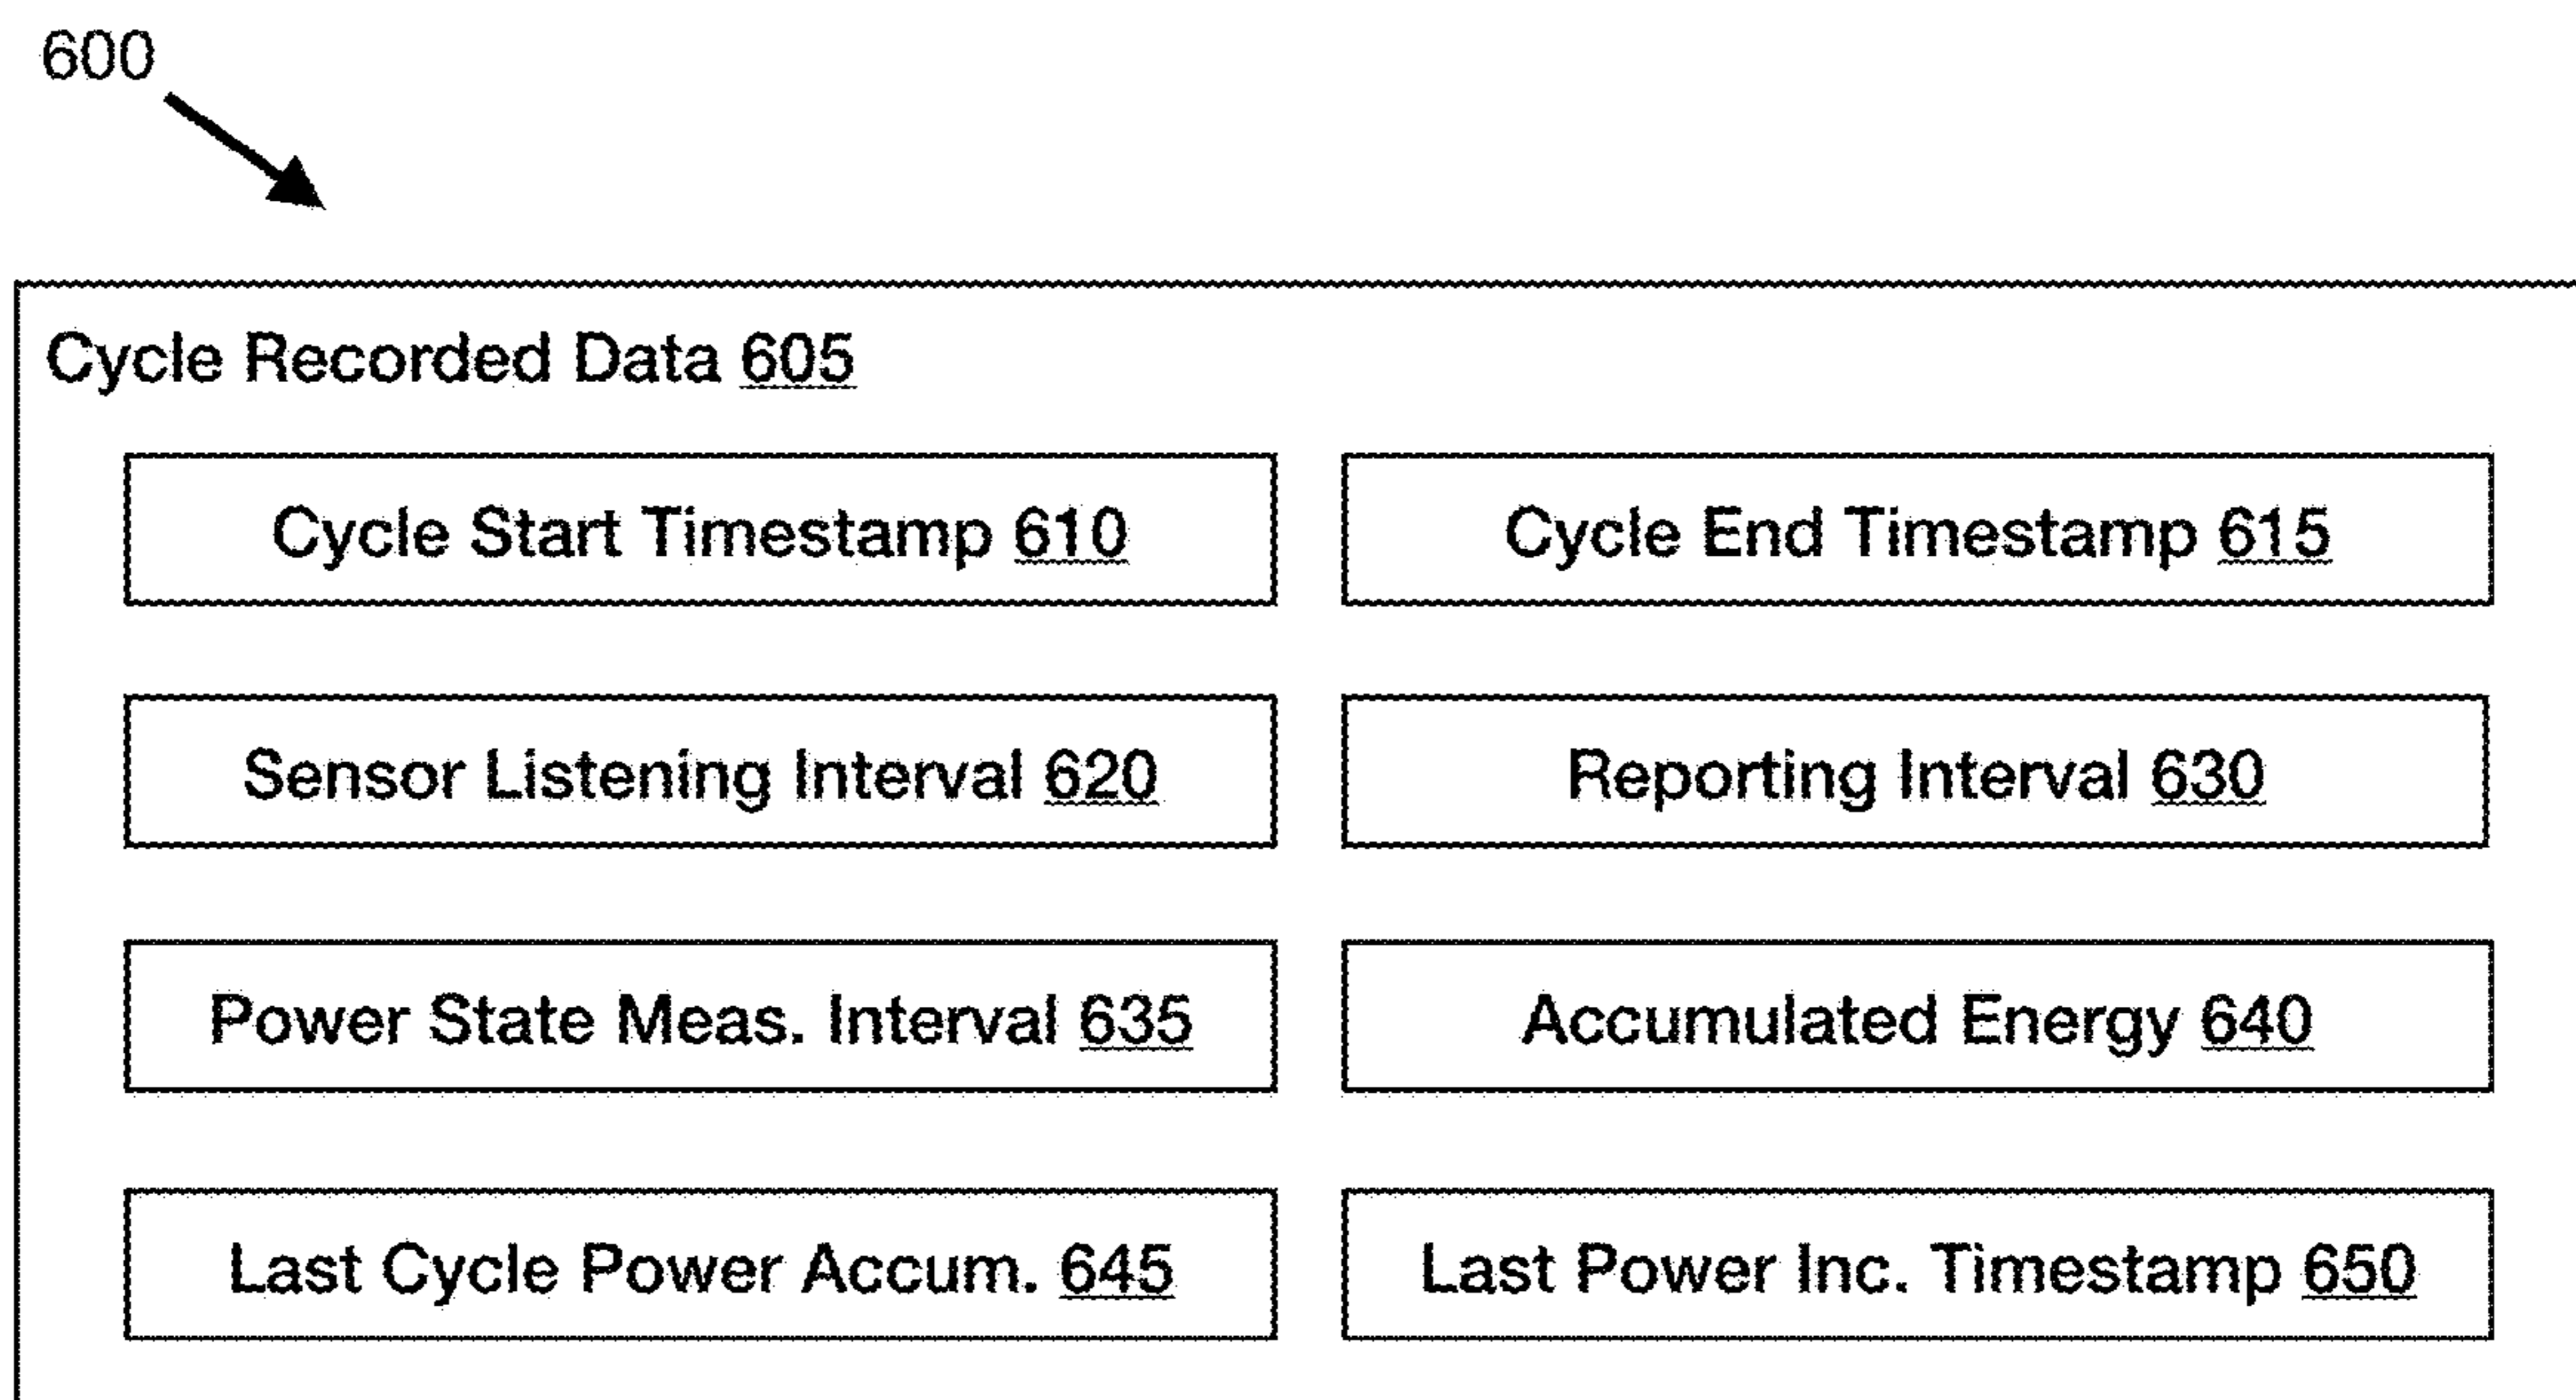 600
Cycle Recorded Data 605
Cycle Start Timestamp 610
Cycle End Timestamp 615
Sensor Listening Interval 620
Reporting Interval 630
Power State Meas. Interval 635
Accumulated Energy 640
Last Cycle Power Accum. 645
Last Power Inc. Timestamp 650